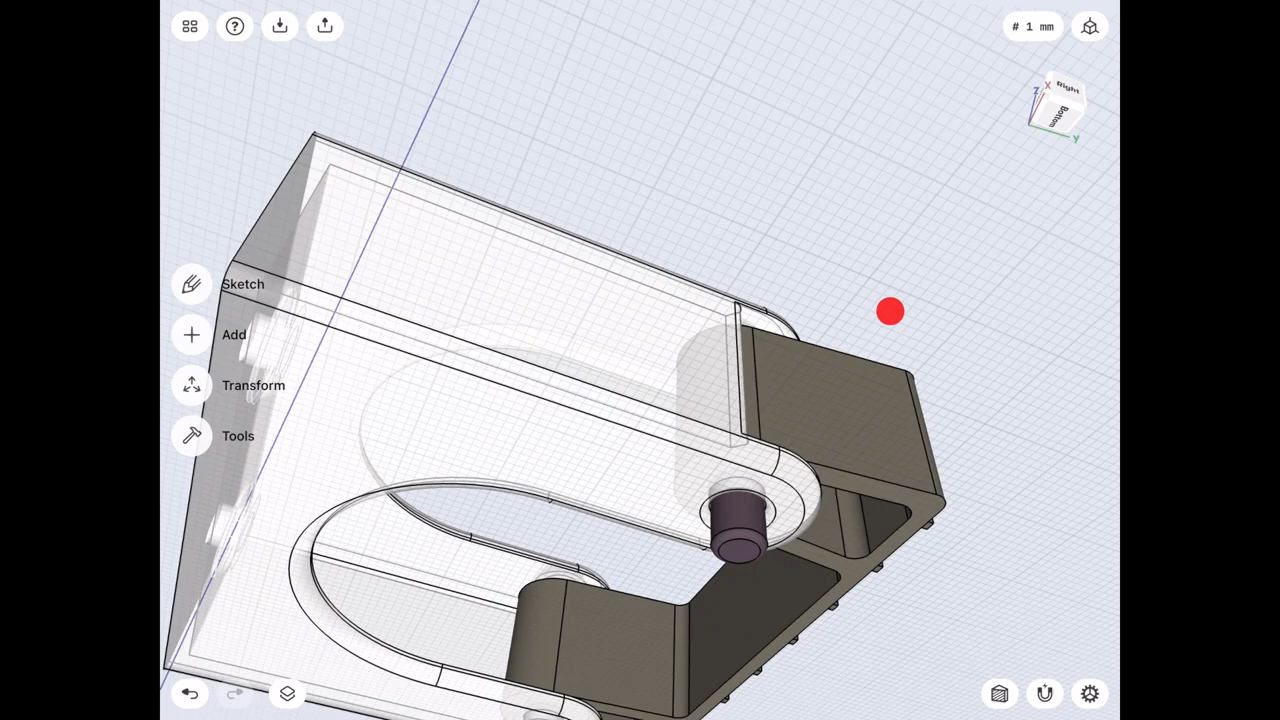 # 1 mm
Right
X
Z
Bottom
Y
Sketch
Add
Transform
Tools